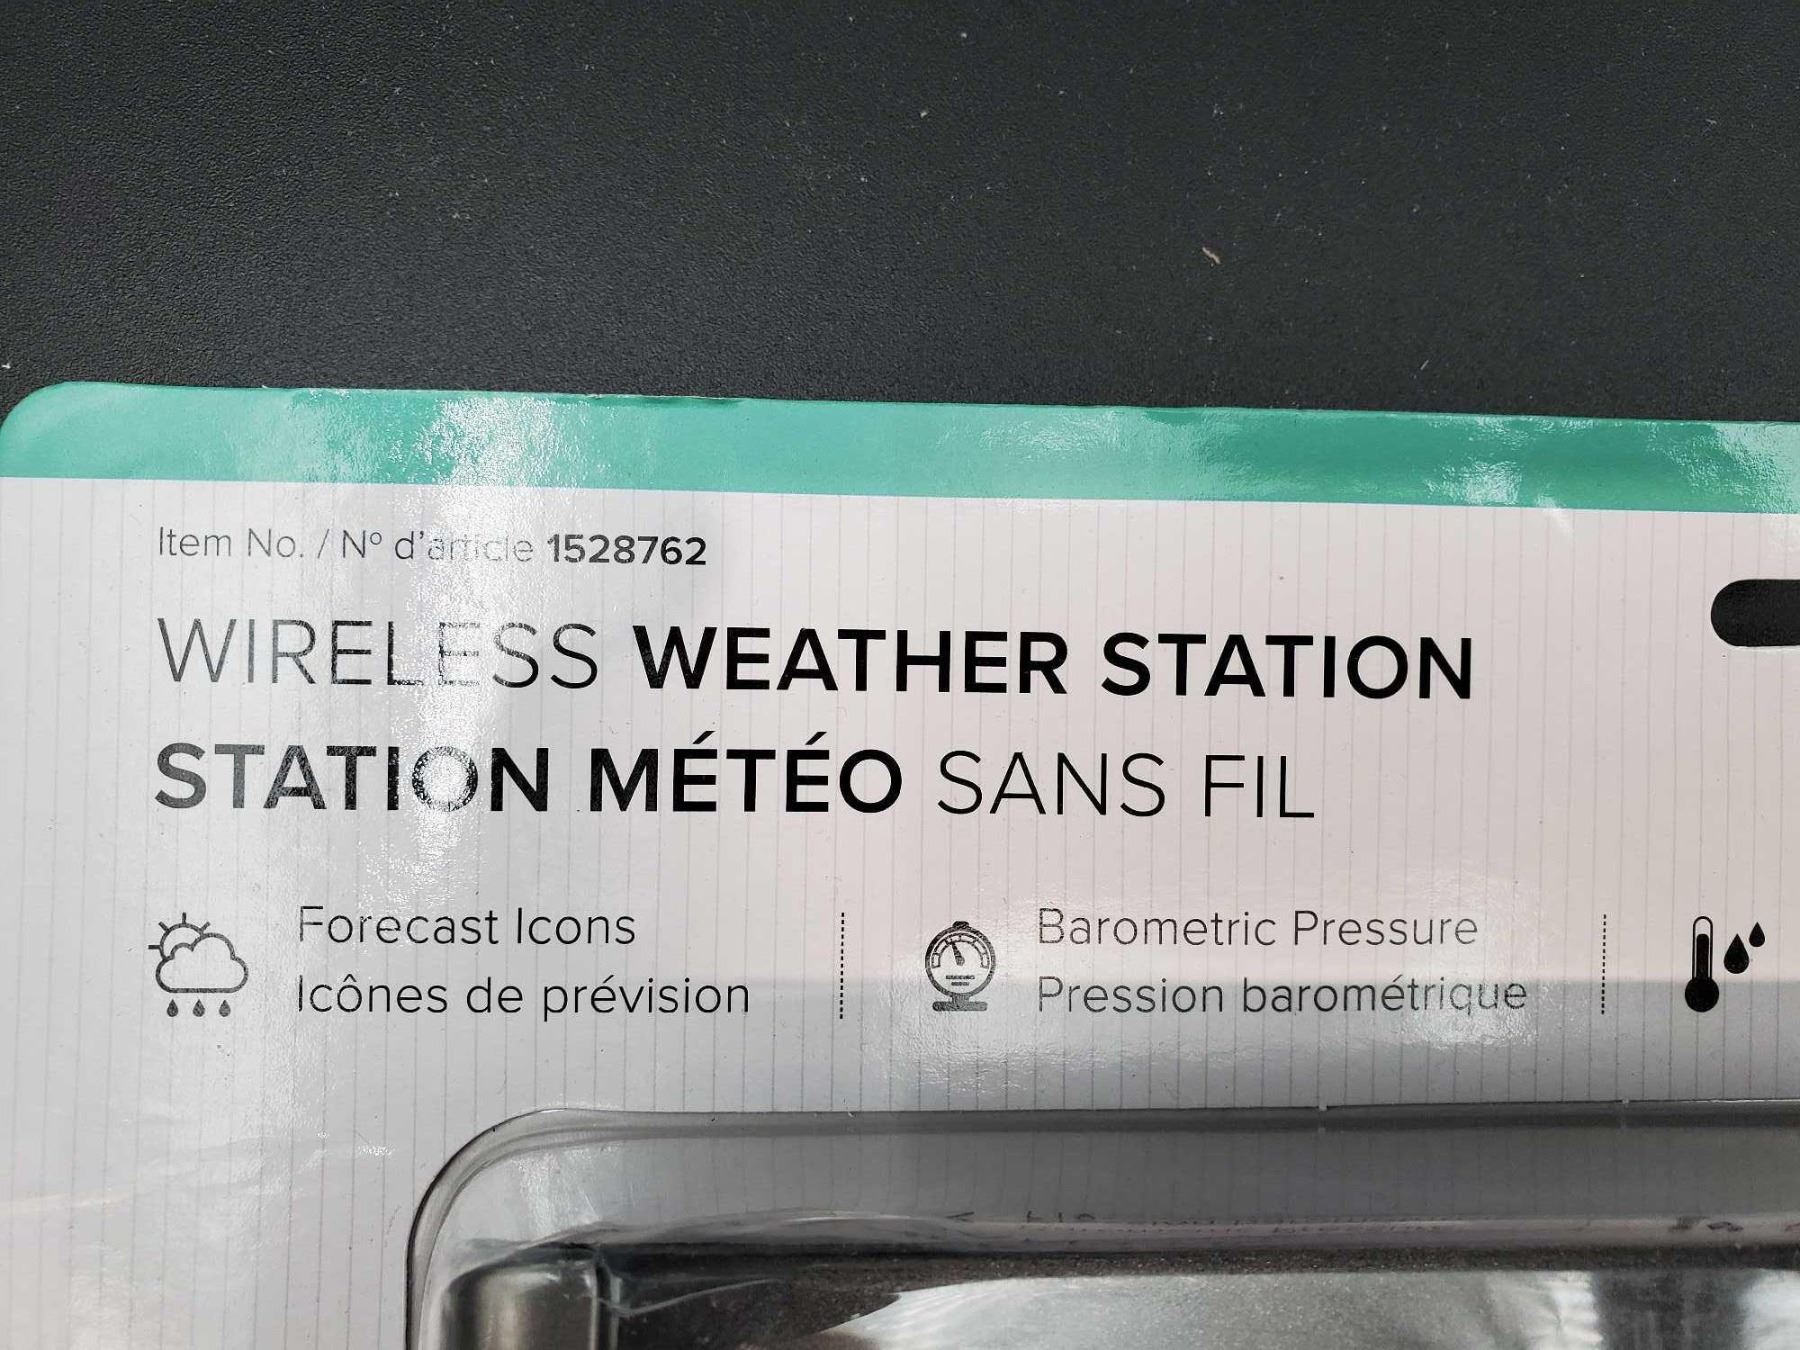 Item No. / Nº d'article 1528762
WIRELESS WEATHER STATION
STATION MÉTÉO SANS FIL
Forecast Icons
Icônes de prévision
Barometric Pressure
Pression barométrique